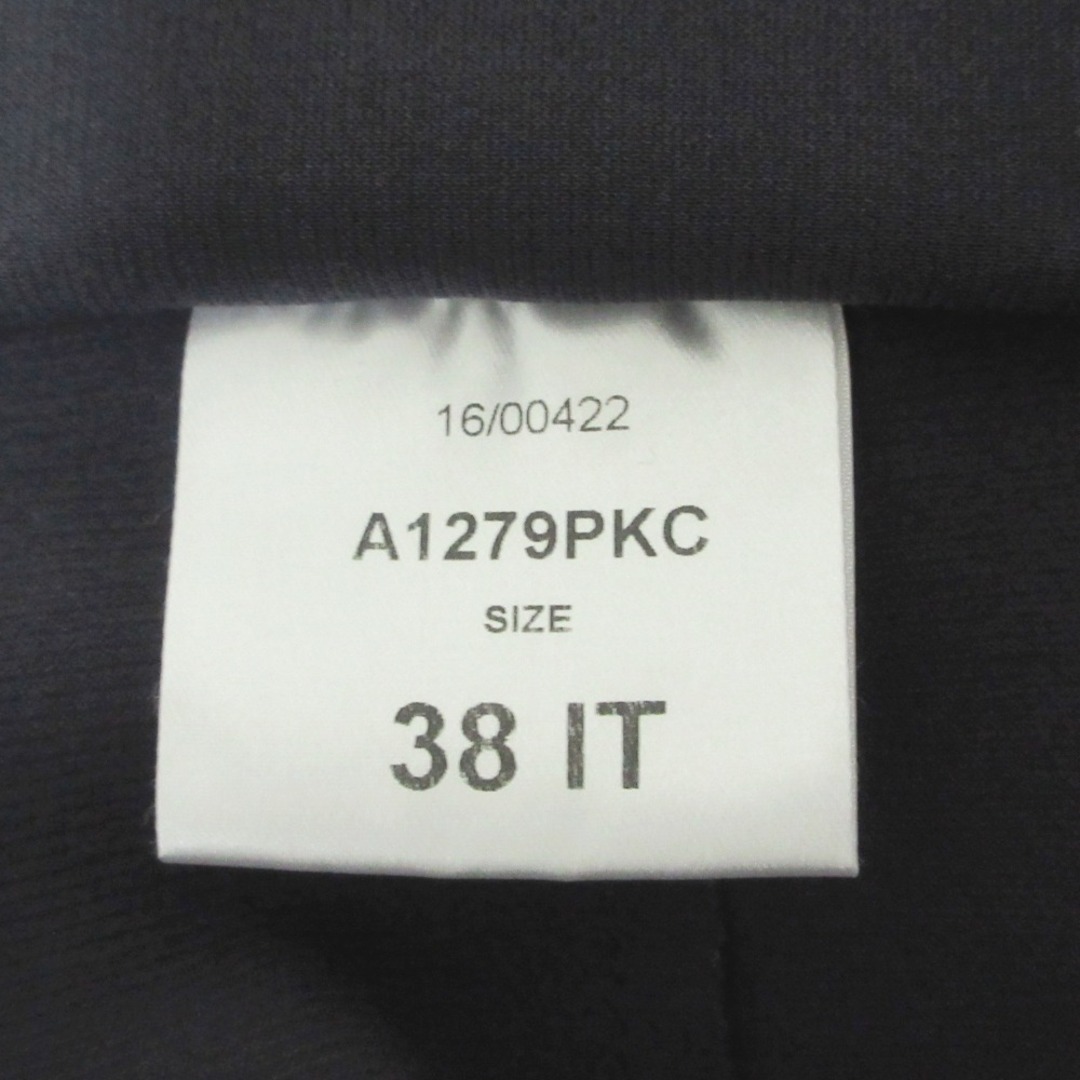 16/00422
A1279PKC
SIZE
38 IT